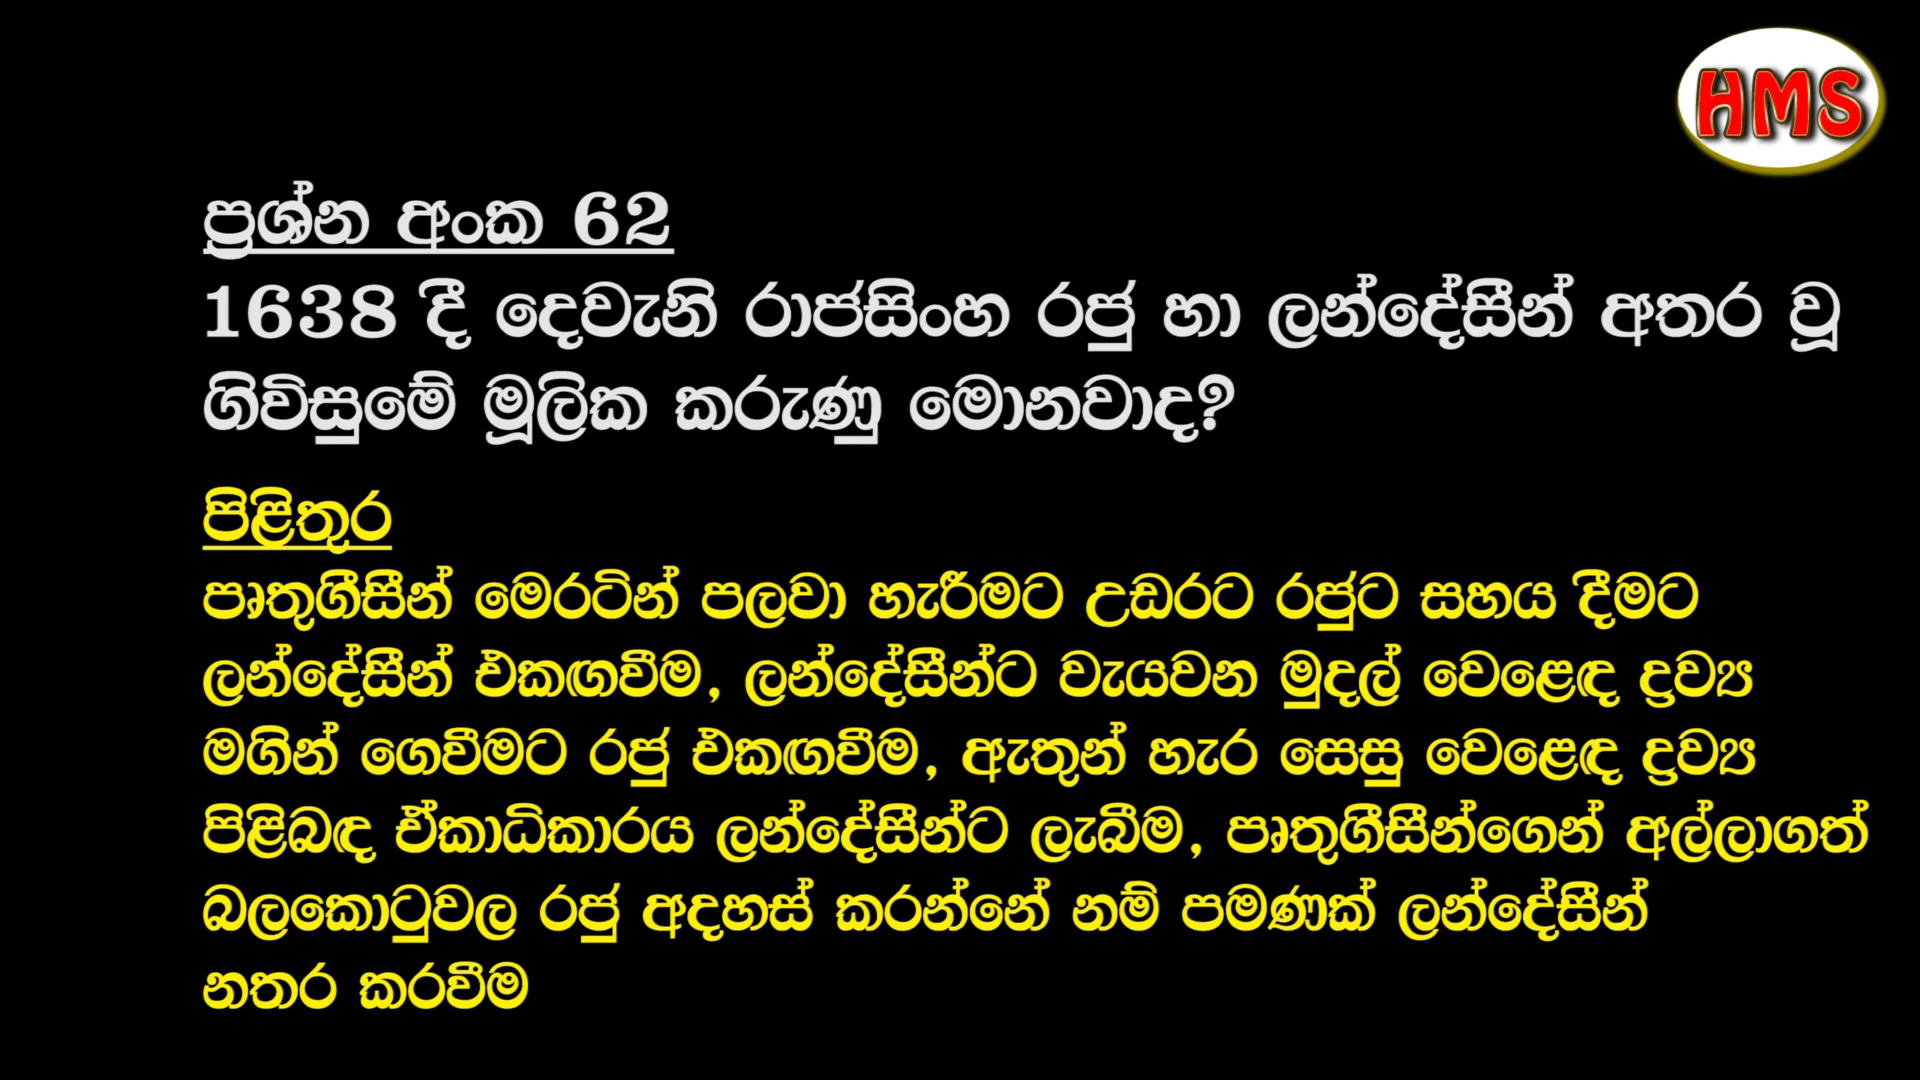 HMS
ප්‍රශ්න අංක 62
1638 දී දෙවැනි රාජසිංහ රජු හා ලන්දේසීන් අතර වූ
ගිවිසුමේ මූලික කරුණු මොනවාද?
පිළිතුර
පෘතුගීසීන් මෙරටින් පලවා හැරීමට උඩරට රජුට සහය දීමට
ලන්දේසීන් එකඟවීම, ලන්දේසීන්ට වැයවන මුදල් වෙළෙඳ ද්‍රව්‍ය
මගින් ගෙවීමට රජු එකඟවීම, ඇතුන් හැර සෙසු වෙළෙඳ ද්‍රව්‍ය
පිළිබඳ ඒකාධිකාරය ලන්දේසීන්ට ලැබීම, පෘතුගීසීන්ගෙන් අල්ලාගත්
බලකොටුවල රජු අදහස් කරන්නේ නම් පමණක් ලන්දේසීන්
නතර කරවීම